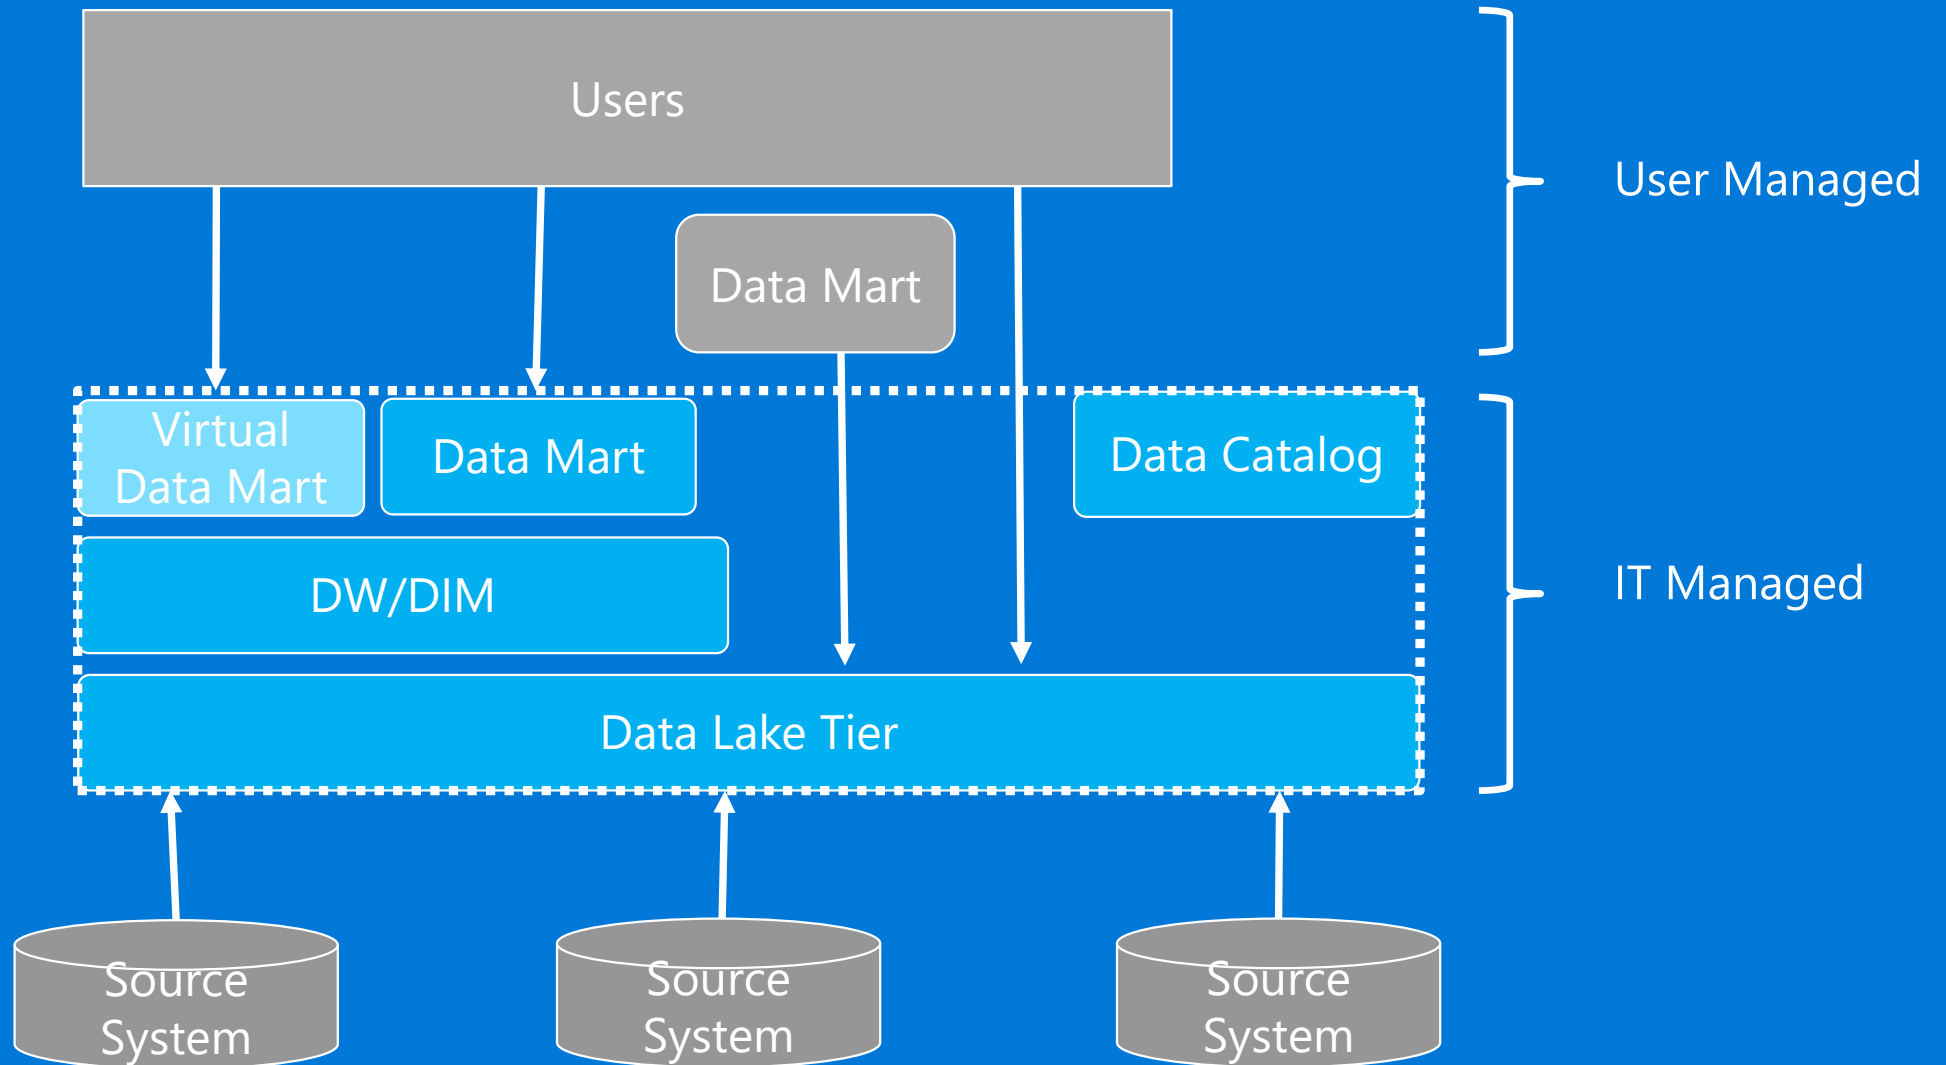 Users
User Managed
Data Mart
Virtual
Data Mart
Data Mart
Data Catalog
DW/DIM
IT Managed
Data Lake Tier
Source
System
Source
System
Source
System